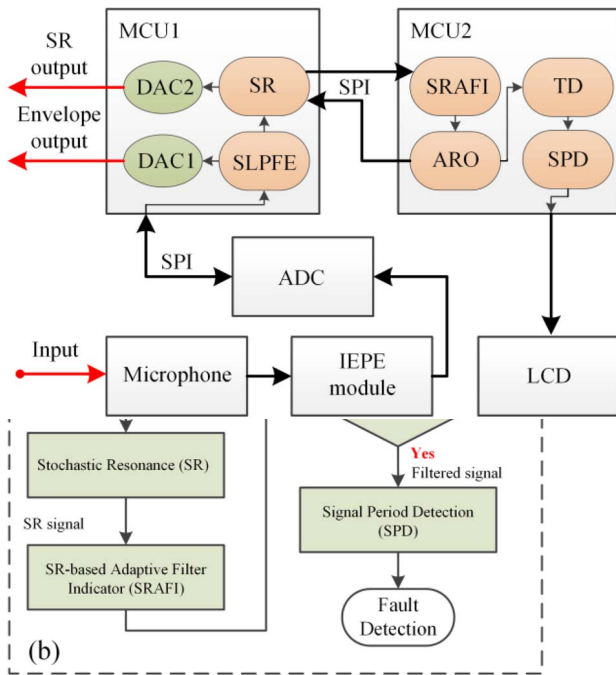 MCU1
MCU2
SR
output
DAC2
SR
SPI
SRAFI
TD
Envelope
output
DAC1
SLPFE
ARO
SPD
SPI
ADC
Input
Microphone
IEPE
module
LCD
Yes
Filtered signal
Stochastic Resonance (SR)
Signal Period Detection
(SPD)
SR signal
SR-based Adaptive Filter
Indicator (SRAFI)
Fault
Detection
(b)